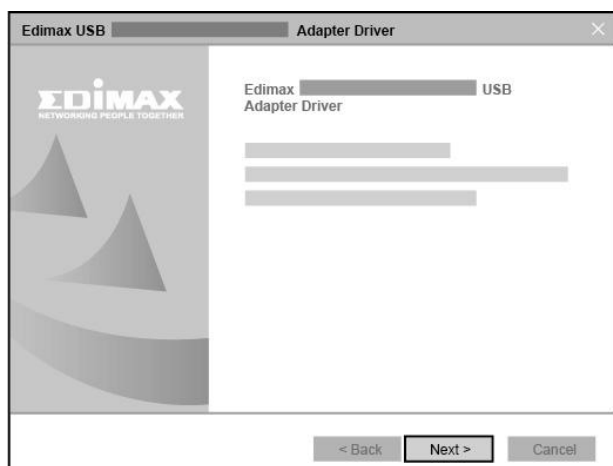 Edimax USB Adapter Driver
EDiMAX
NETWORKING PEOPLE TOGETHER
Edimax USB
Adapter Driver
< Back Next > Cancel